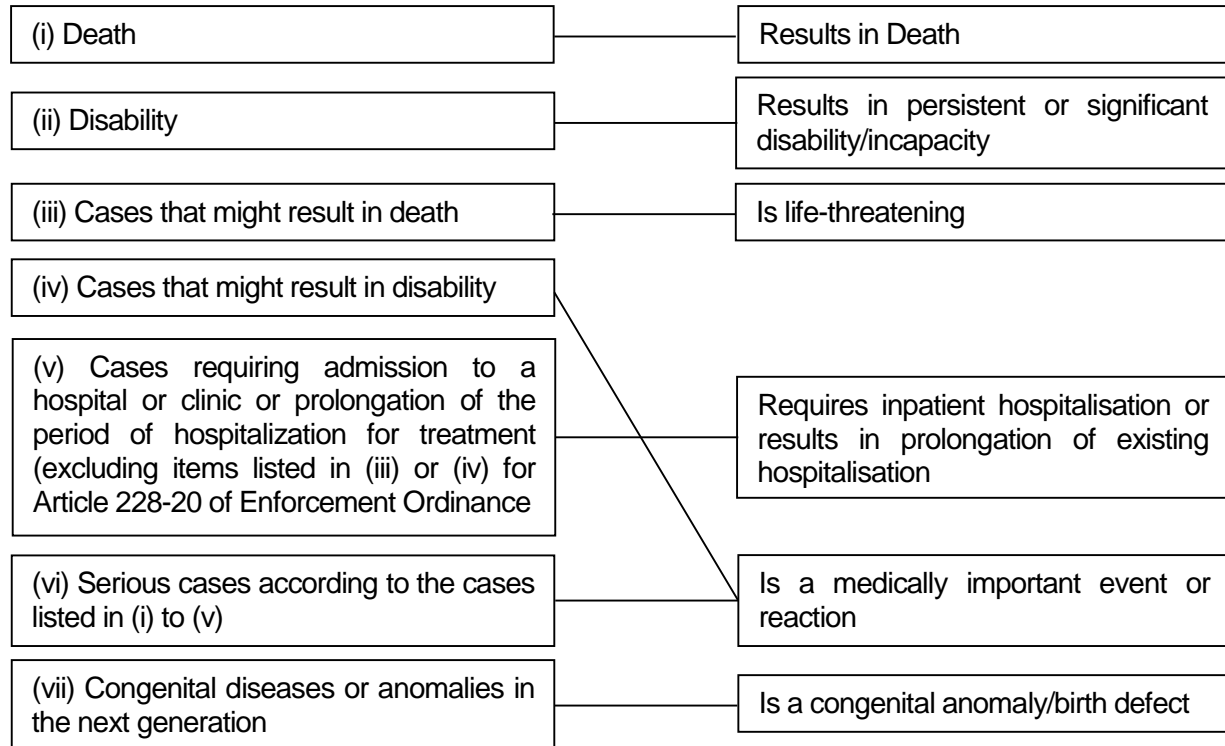 (i) Death
Results in Death
(ii) Disability
Results in persistent or significant
disability/incapacity
(iii) Cases that might result in death
Is life-threatening
(iv) Cases that might result in disability
(v) Cases requiring admission to a
hospital or clinic or prolongation of the
period of hospitalization for treatment
(excluding items listed in (iii) or (iv) for
Article 228-20 of Enforcement Ordinance
Requires inpatient hospitalisation or
results in prolongation of existing
hospitalisation
(vi) Serious cases according to the cases
listed in (i) to (v)
Is a medically important event or
reaction
(vii) Congenital diseases or anomalies in
the next generation
Is a congenital anomaly/birth defect